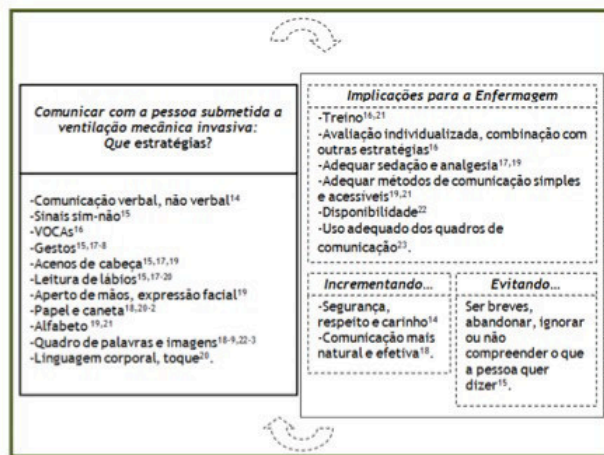 Comunicar com a pessoa submetida a
ventilação mecânica invasiva:
Que estratégias?
-Comunicação verbal, não verbal¹⁴
-Sinais sim-não¹⁵
-VOCAs¹⁶
-Gestos¹⁵,¹⁷⁻⁸
-Acenos de cabeça¹⁵,¹⁷,¹⁹
-Leitura de lábios¹⁵,¹⁷⁻²⁰
-Aperto de mãos, expressão facial¹⁹
-Papel e caneta¹⁸,²⁰⁻²
-Alfabeto ¹⁹,²¹
-Quadro de palavras e imagens¹⁸⁻⁹,²²⁻³
-Linguagem corporal, toque²⁰.
Implicações para a Enfermagem
-Treino¹⁶,²¹
-Avaliação individualizada, combinação com
outras estratégias¹⁶
-Adequar sedação e analgesia¹⁷,¹⁹
-Adequar métodos de comunicação simples
e acessíveis¹⁹,²¹
-Disponibilidade²²
-Uso adequado dos quadros de
comunicação²³.
Incrementando...
-Segurança,
respeito e carinho¹⁴
-Comunicação mais
natural e efetiva¹⁸.
Evitando...
Ser breves,
abandonar, ignorar
ou não
compreender o que
a pessoa quer
dizer¹⁵.